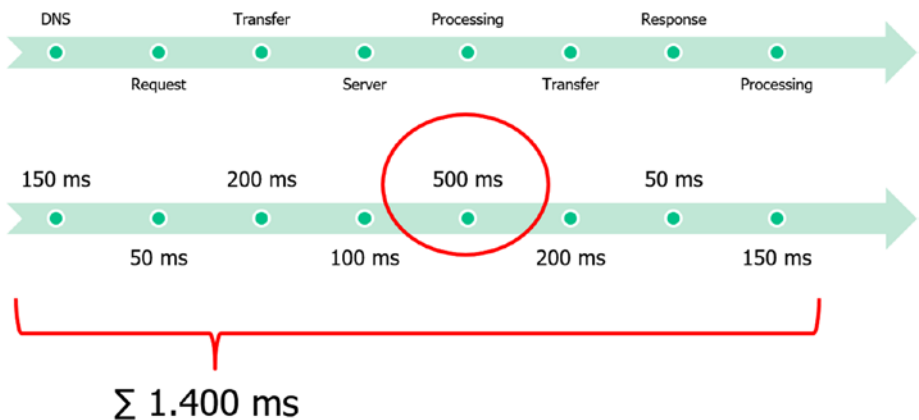 DNS Transfer Processing Response
Request Server Transfer Processing
150 ms 200 ms 500 ms 50 ms
50 ms 100 ms 200 ms 150 ms
∑ 1.400 ms